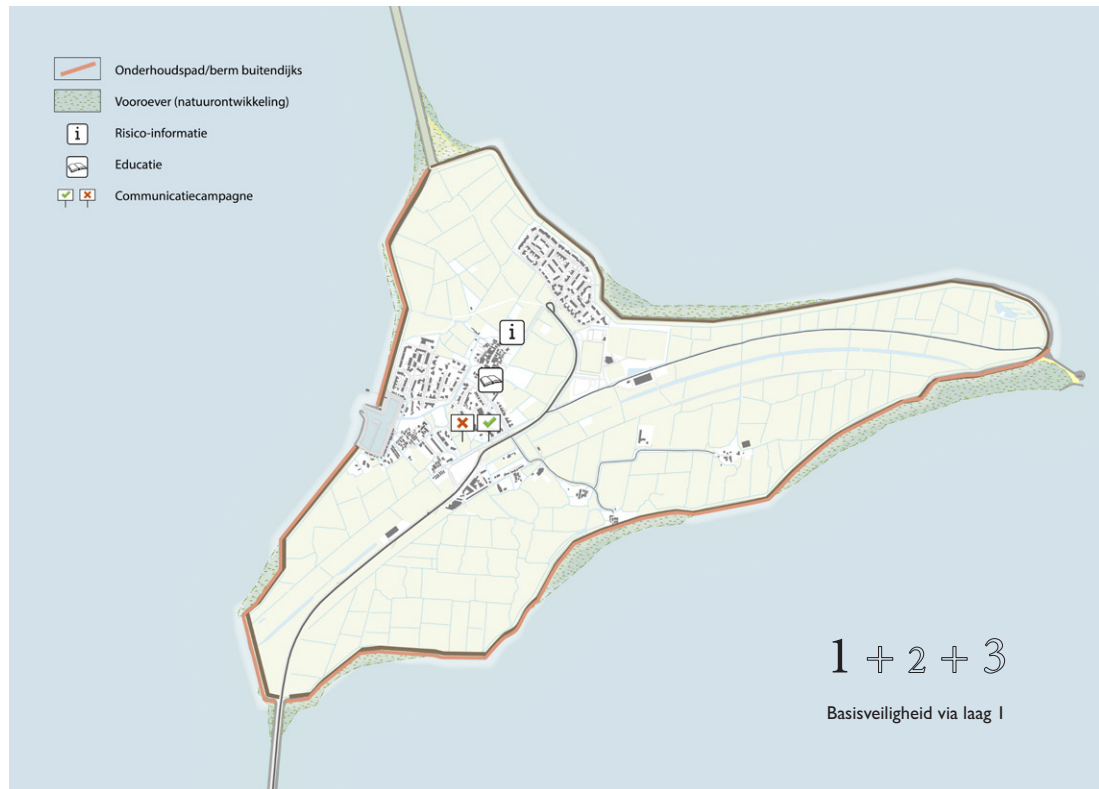 Onderhoudspad/berm buitendijks
Vooroever (natuurontwikkeling)
i Risico-informatie
Educatie
Communicatiecampagne
i
1 + 2 + 3
Basisveiligheid via laag 1